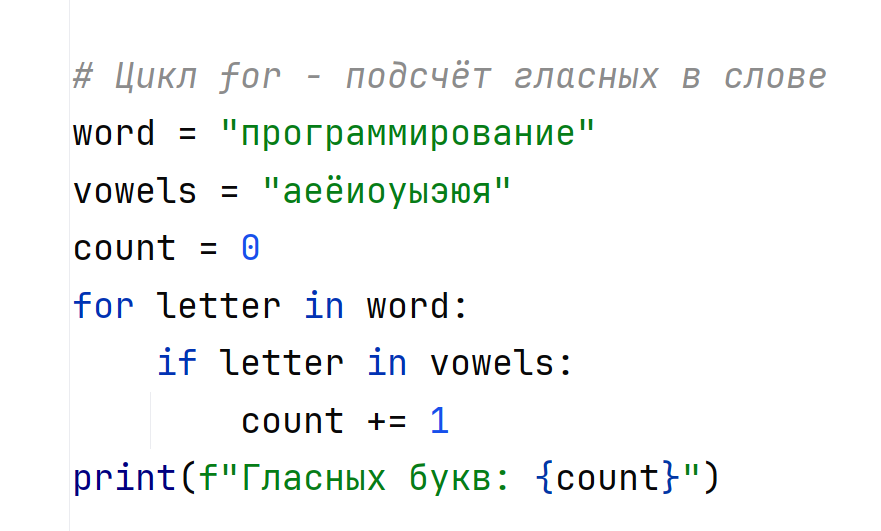 # Цикл for - подсчёт гласных в слове
word = "программирование"
vowels = "аеёиоуыэюя"
count = 0
for letter in word:
    if letter in vowels:
        count += 1
print(f"Гласных букв: {count}")